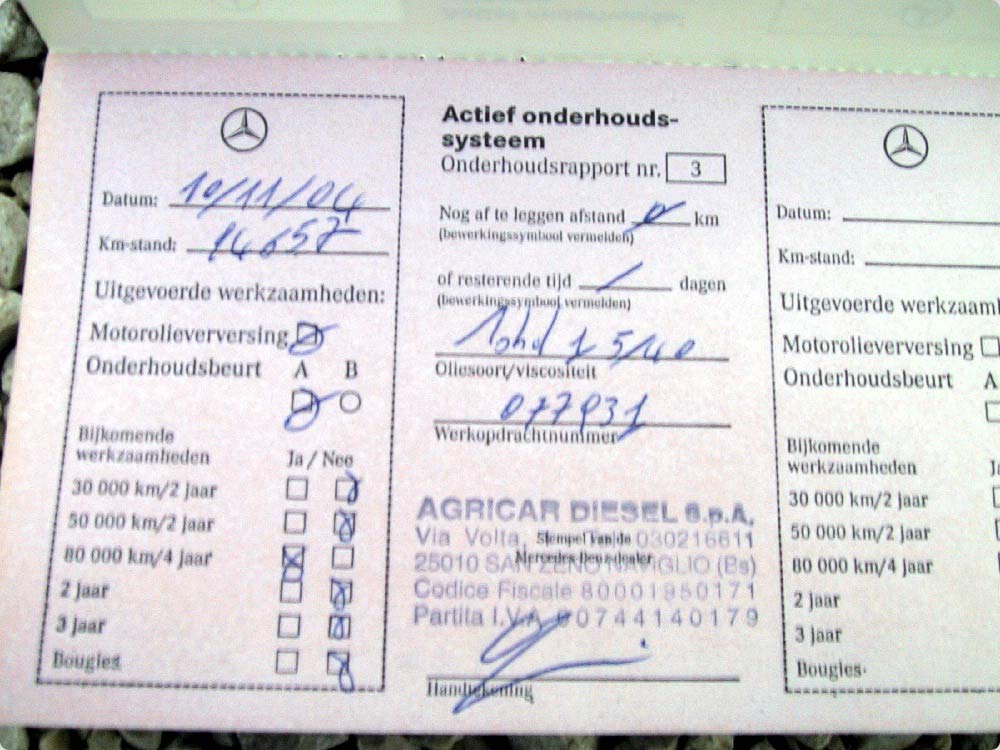 Datum: 10/11/04
Km-stand: 14657
Uitgevoerde werkzaamheden:
Motorolieverversing
Onderhoudsbeurt A B
Bijkomende
werkzaamheden Ja / Nee
30 000 km/2 jaar
50 000 km/2 jaar
80 000 km/4 jaar
2 jaar
3 jaar
Bougies
Actief onderhouds-
systeem
Onderhoudsrapport nr. 3
Nog af te leggen afstand km
(bewerkingssymbool vermelden)
of resterende tijd / dagen
(bewerkingssymbool vermelden)
1 5/40
Oliesoort/viscositeit
077931
Werkopdrachtnummer
AGRICAR DIESEL S.p.A.
Via Volta, 030216611
Stempel van de
25010 SAN ZENO NAVIGLIO (Bs)
Mercedes-Benz-dealer
Codice Fiscale 80001950171
Partita I.V.A. 00744140179
Handtekening
Datum:
Km-stand:
Uitgevoerde werkzaam
Motorolieverversing
Onderhoudsbeurt A
Bijkomende
werkzaamheden
30 000 km/2 jaar
50 000 km/2 jaar
80 000 km/4 jaar
2 jaar
3 jaar
Bougies